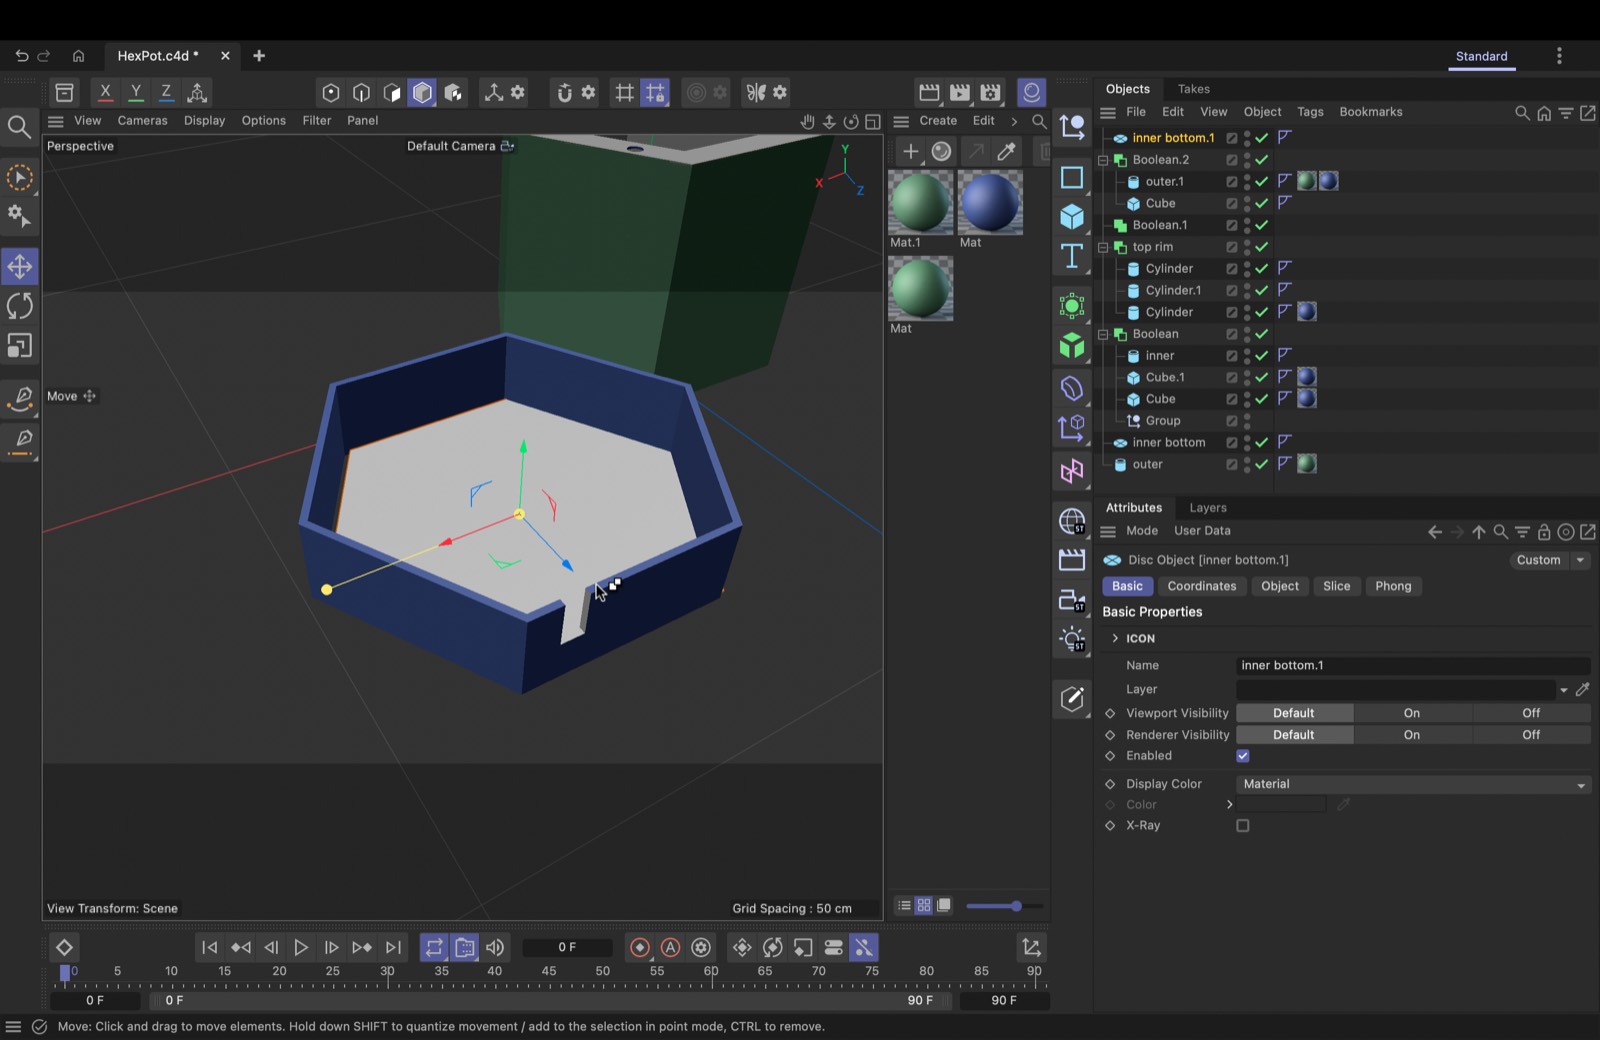 HexPot.c4d *
Standard
X Y Z
View Cameras Display Options Filter Panel
Create Edit
Objects Takes
File Edit View Object Tags Bookmarks
Perspective
Default Camera
Y
X
Z
Move
View Transform: Scene
Grid Spacing : 50 cm
Mat.1 Mat
Mat
inner bottom.1
Boolean.2
outer.1
Cube
Boolean.1
top rim
Cylinder
Cylinder.1
Cylinder
Boolean
inner
Cube.1
Cube
Group
inner bottom
outer
ST
ST
ST
Attributes Layers
Mode User Data
Disc Object [inner bottom.1]
Custom
Basic Coordinates Object Slice Phong
Basic Properties
ICON
Name inner bottom.1
Layer
Viewport Visibility Default On Off
Renderer Visibility Default On Off
Enabled
Display Color Material
Color
X-Ray
0 F
A
0 5 10 15 20 25 30 35 40 45 50 55 60 65 70 75 80 85 90
0 F 0 F 90 F 90 F
Move: Click and drag to move elements. Hold down SHIFT to quantize movement / add to the selection in point mode, CTRL to remove.